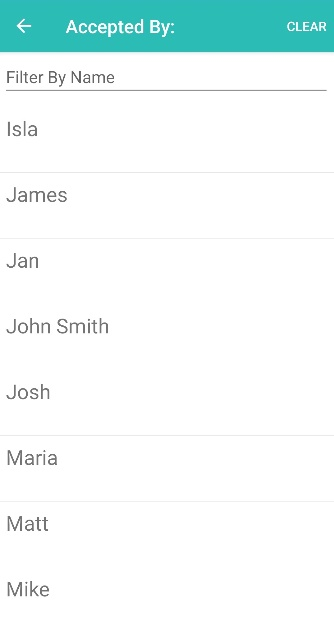 Accepted By:
CLEAR
Filter By Name
Isla
James
Jan
John Smith
Josh
Maria
Matt
Mike